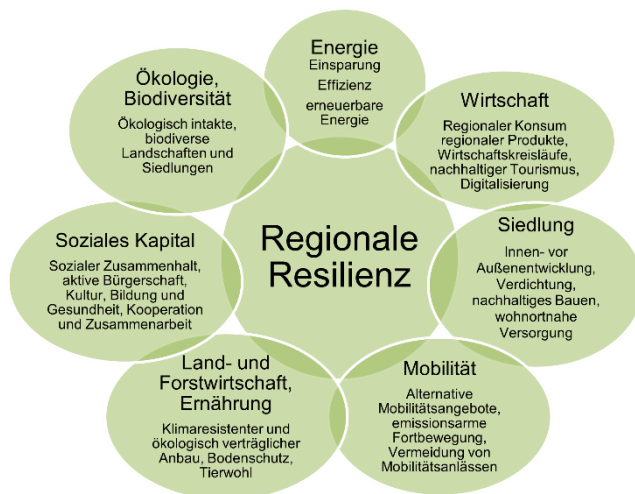 Energie
Einsparung
Effizienz
erneuerbare
Energie
Wirtschaft
Regionaler Konsum
regionaler Produkte,
Wirtschaftskreisläufe,
nachhaltiger Tourismus,
Digitalisierung
Siedlung
Innen- vor
Außenentwicklung,
Verdichtung,
nachhaltiges Bauen,
wohnortnahe
Versorgung
Mobilität
Alternative
Mobilitätsangebote,
emissionsarme
Fortbewegung,
Vermeidung von
Mobilitätsanlässen
Land- und
Forstwirtschaft,
Ernährung
Klimaresistenter und
ökologisch verträglicher
Anbau, Bodenschutz,
Tierwohl
Soziales Kapital
Sozialer Zusammenhalt,
aktive Bürgerschaft,
Kultur, Bildung und
Gesundheit, Kooperation
und Zusammenarbeit
Ökologie,
Biodiversität
Ökologisch intakte,
biodiverse
Landschaften und
Siedlungen
Regionale
Resilienz